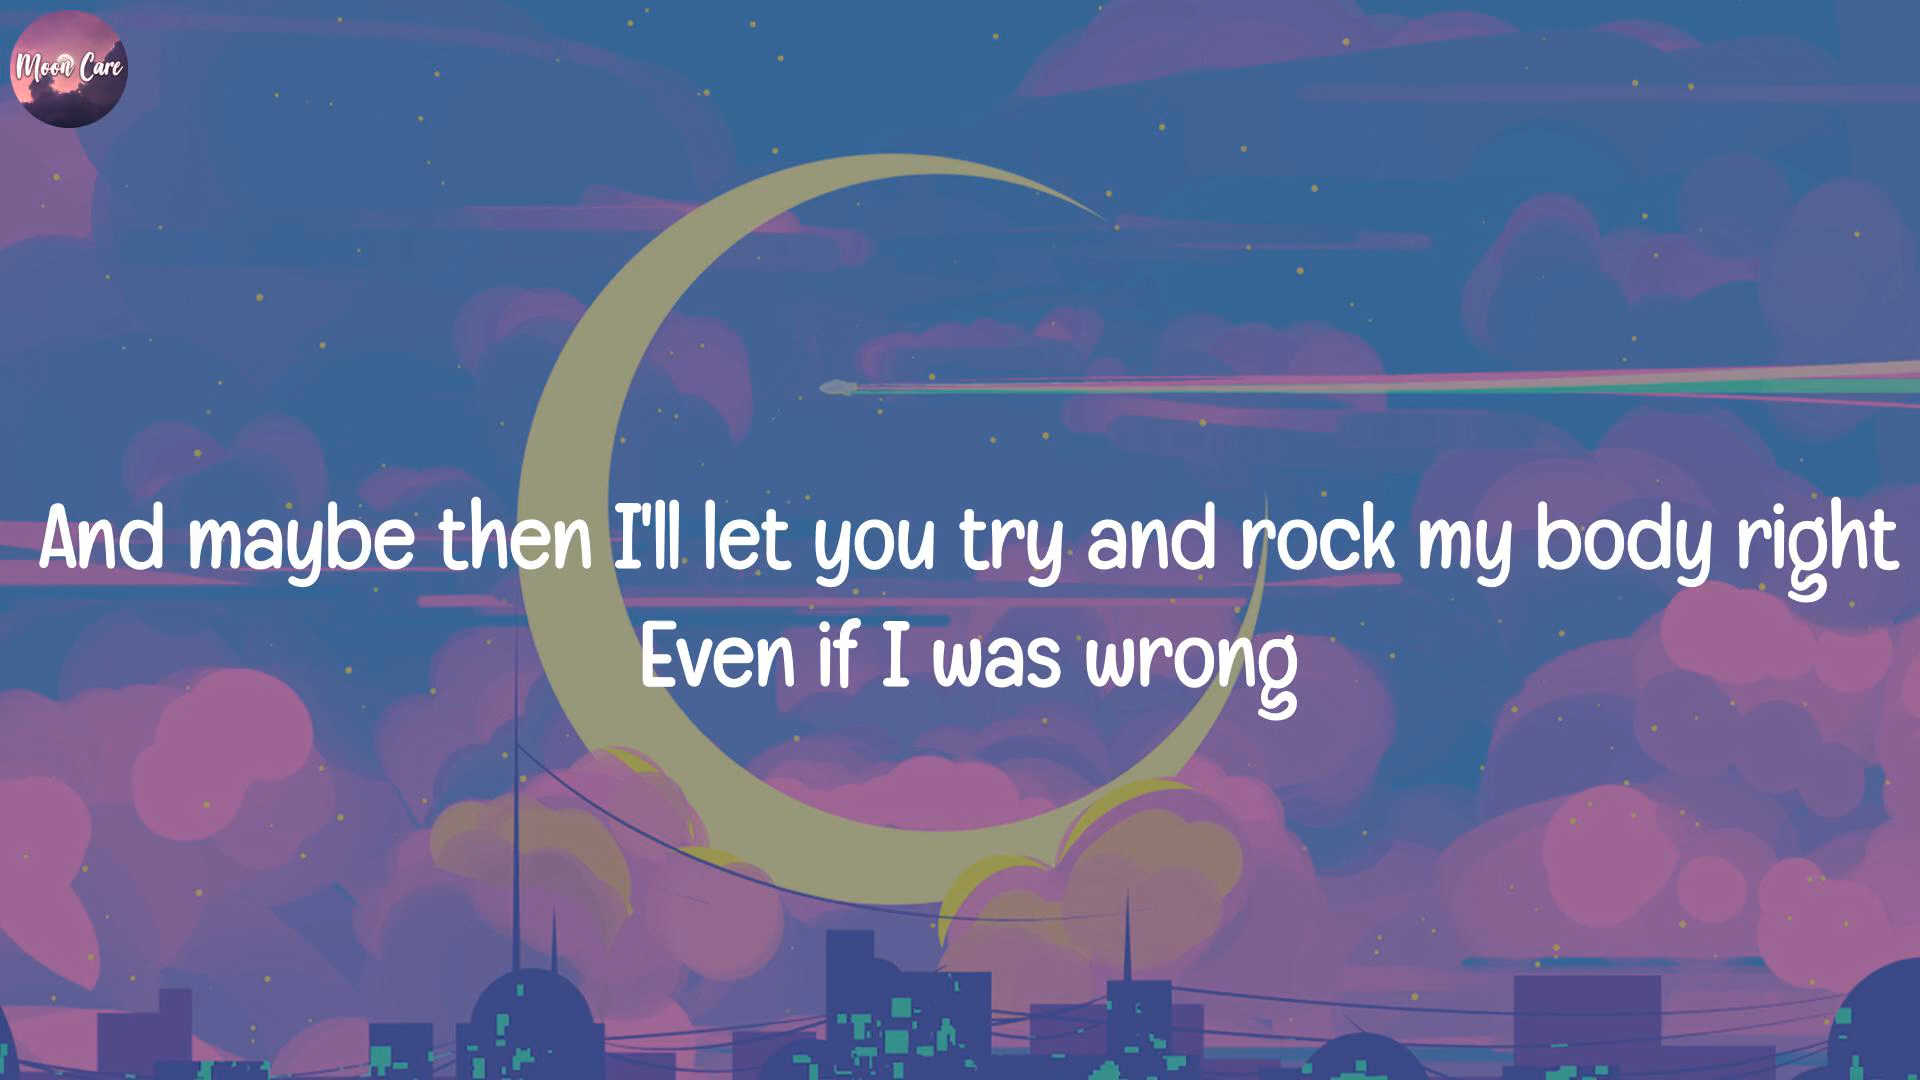 Moon Care
And maybe then I'll let you try and rock my body right
Even if I was wrong